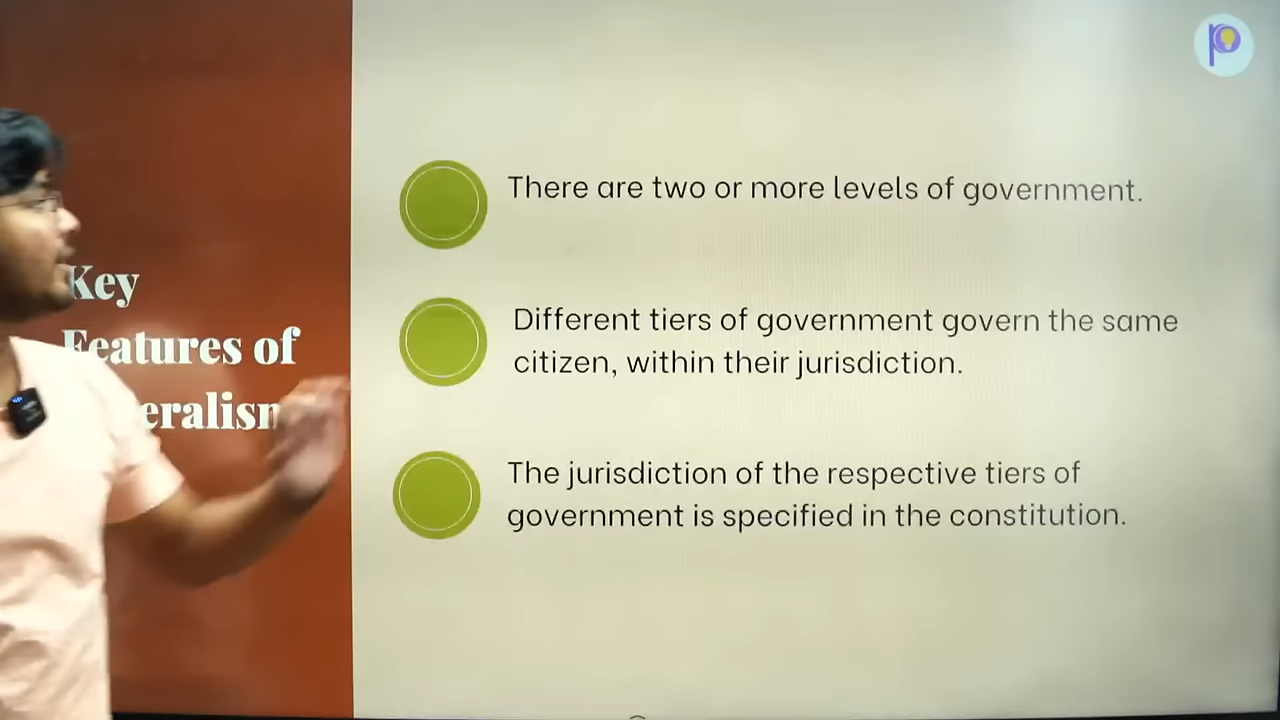 Key
Features of
There are two or more levels of government.
Different tiers of government govern the same
citizen, within their jurisdiction.
The jurisdiction of the respective tiers of
government is specified in the constitution.